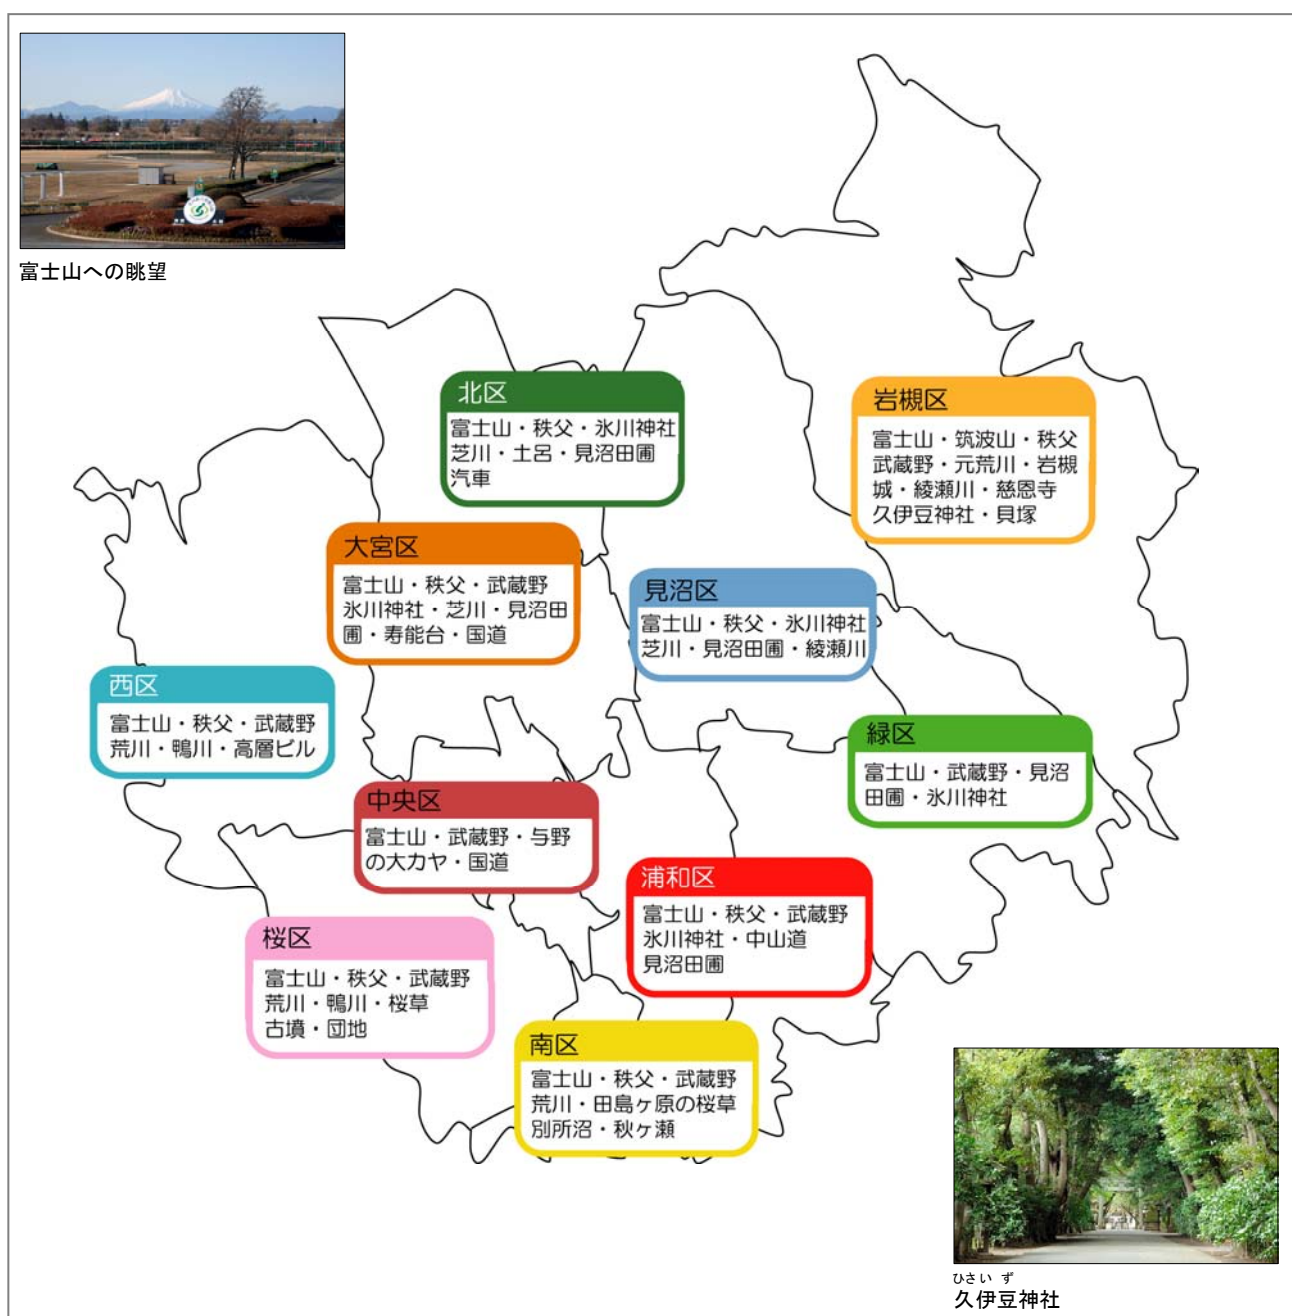 富士山への眺望
北区
富士山・秩父・氷川神社
芝川・土呂・見沼田圃
汽車
岩槻区
富士山・筑波山・秩父
武蔵野・元荒川・岩槻
城・綾瀬川・慈恩寺
久伊豆神社・貝塚
大宮区
富士山・秩父・武蔵野
氷川神社・芝川・見沼田
圃・寿能台・国道
見沼区
富士山・秩父・氷川神社
芝川・見沼田圃・綾瀬川
西区
富士山・秩父・武蔵野
荒川・鴨川・高層ビル
緑区
富士山・武蔵野・見沼
田圃・氷川神社
中央区
富士山・武蔵野・与野
の大カヤ・国道
浦和区
富士山・秩父・武蔵野
氷川神社・中山道
見沼田圃
桜区
富士山・秩父・武蔵野
荒川・鴨川・桜草
古墳・団地
南区
富士山・秩父・武蔵野
荒川・田島ヶ原の桜草
別所沼・秋ヶ瀬
ひさい ず
久伊豆神社